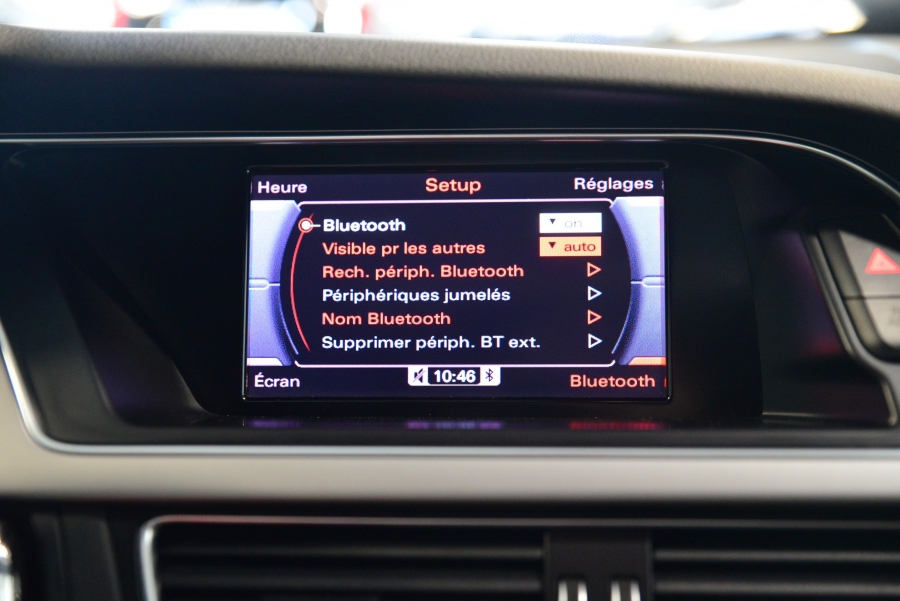 Heure Setup Réglages
Bluetooth on
Visible pr les autres auto
Rech. périph. Bluetooth
Périphériques jumelés
Nom Bluetooth
Supprimer périph. BT ext.
Écran 10:46 Bluetooth